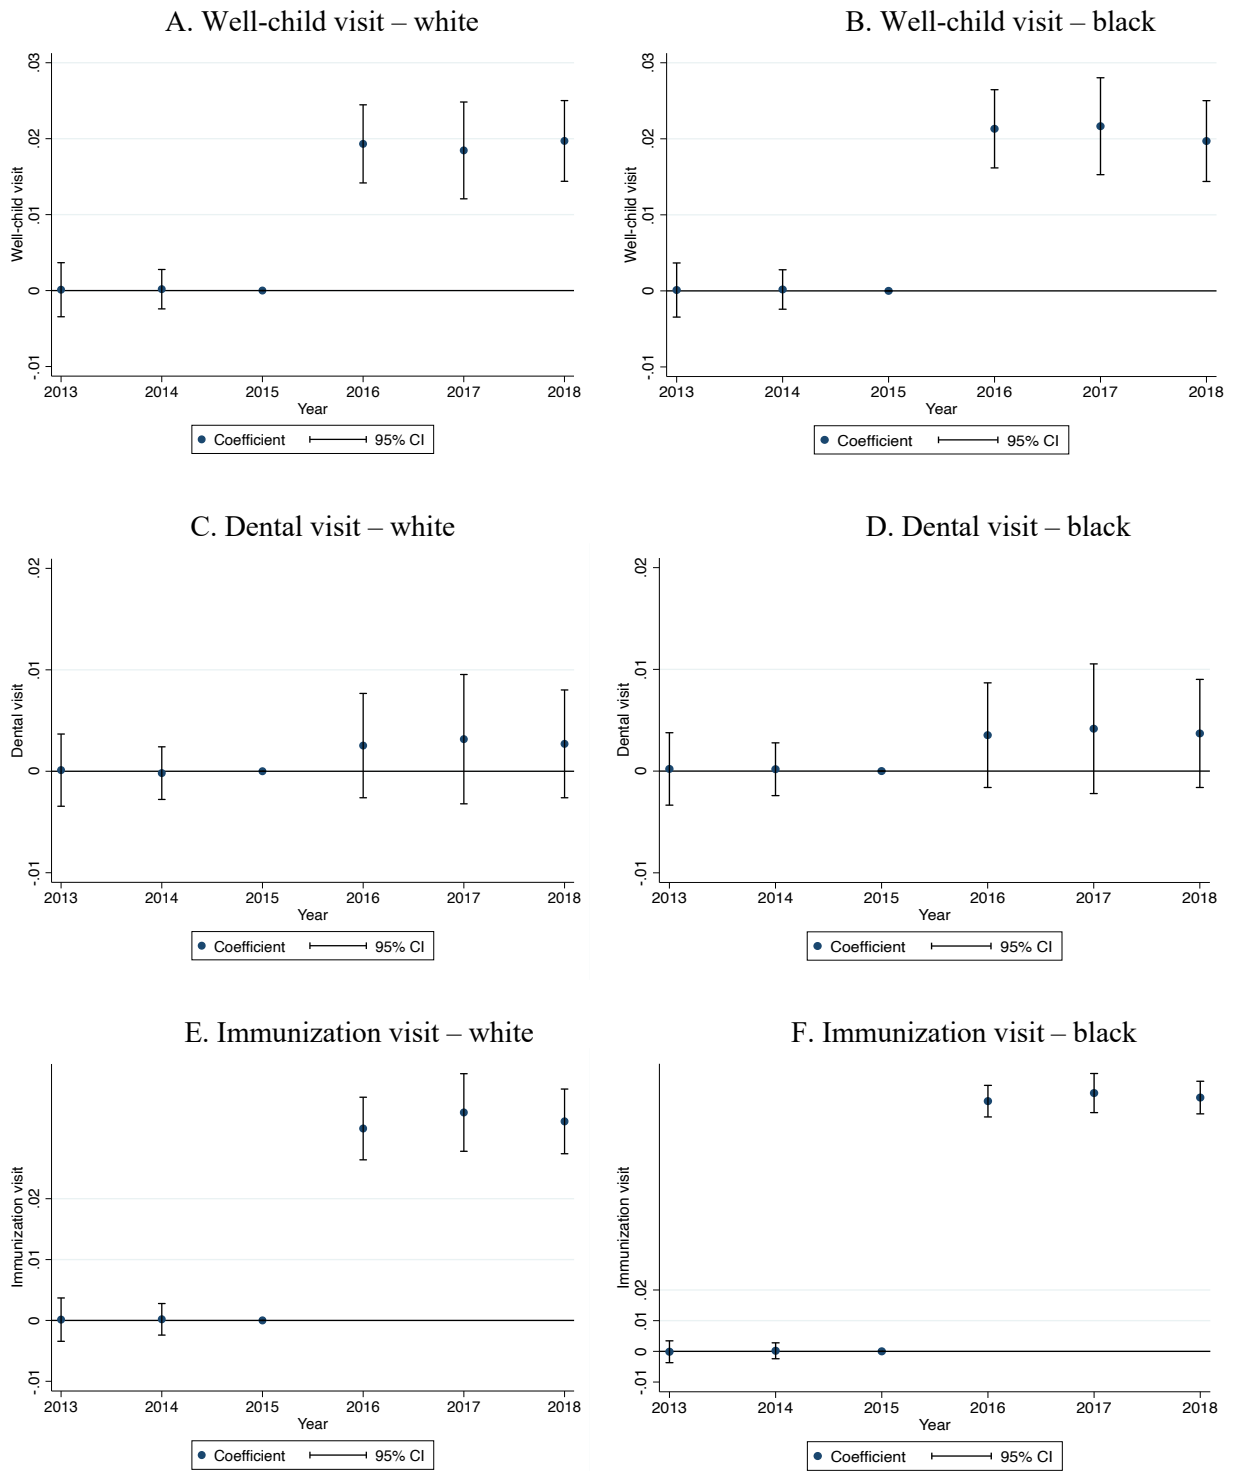 A. Well-child visit – white
B. Well-child visit – black
.03
.02
.01
0
-.01
Well-child visit
2013 2014 2015 2016 2017 2018
Year
Coefficient 95% CI
.03
.02
.01
0
-.01
Well-child visit
2013 2014 2015 2016 2017 2018
Year
Coefficient 95% CI
C. Dental visit – white
D. Dental visit – black
.02
.01
0
-.01
Dental visit
2013 2014 2015 2016 2017 2018
Year
Coefficient 95% CI
.02
.01
0
-.01
Dental visit
2013 2014 2015 2016 2017 2018
Year
Coefficient 95% CI
E. Immunization visit – white
F. Immunization visit – black
.02
.01
0
-.01
Immunization visit
2013 2014 2015 2016 2017 2018
Year
Coefficient 95% CI
.02
.01
0
-.01
Immunization visit
2013 2014 2015 2016 2017 2018
Year
Coefficient 95% CI